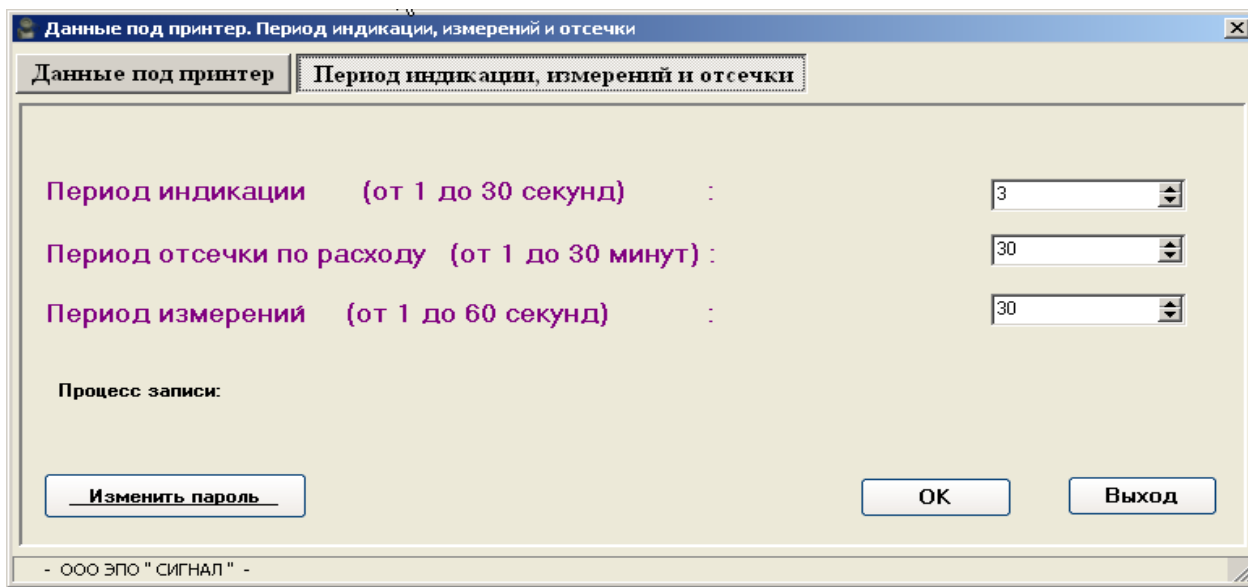 Данные под принтер. Период индикации, измерений и отсечки
Данные под принтер Период индикации, измерений и отсечки
Период индикации (от 1 до 30 секунд) : 3
Период отсечки по расходу (от 1 до 30 минут) : 30
Период измерений (от 1 до 60 секунд) : 30
Процесс записи:
Изменить пароль OK Выход
- ООО ЭПО " СИГНАЛ " -